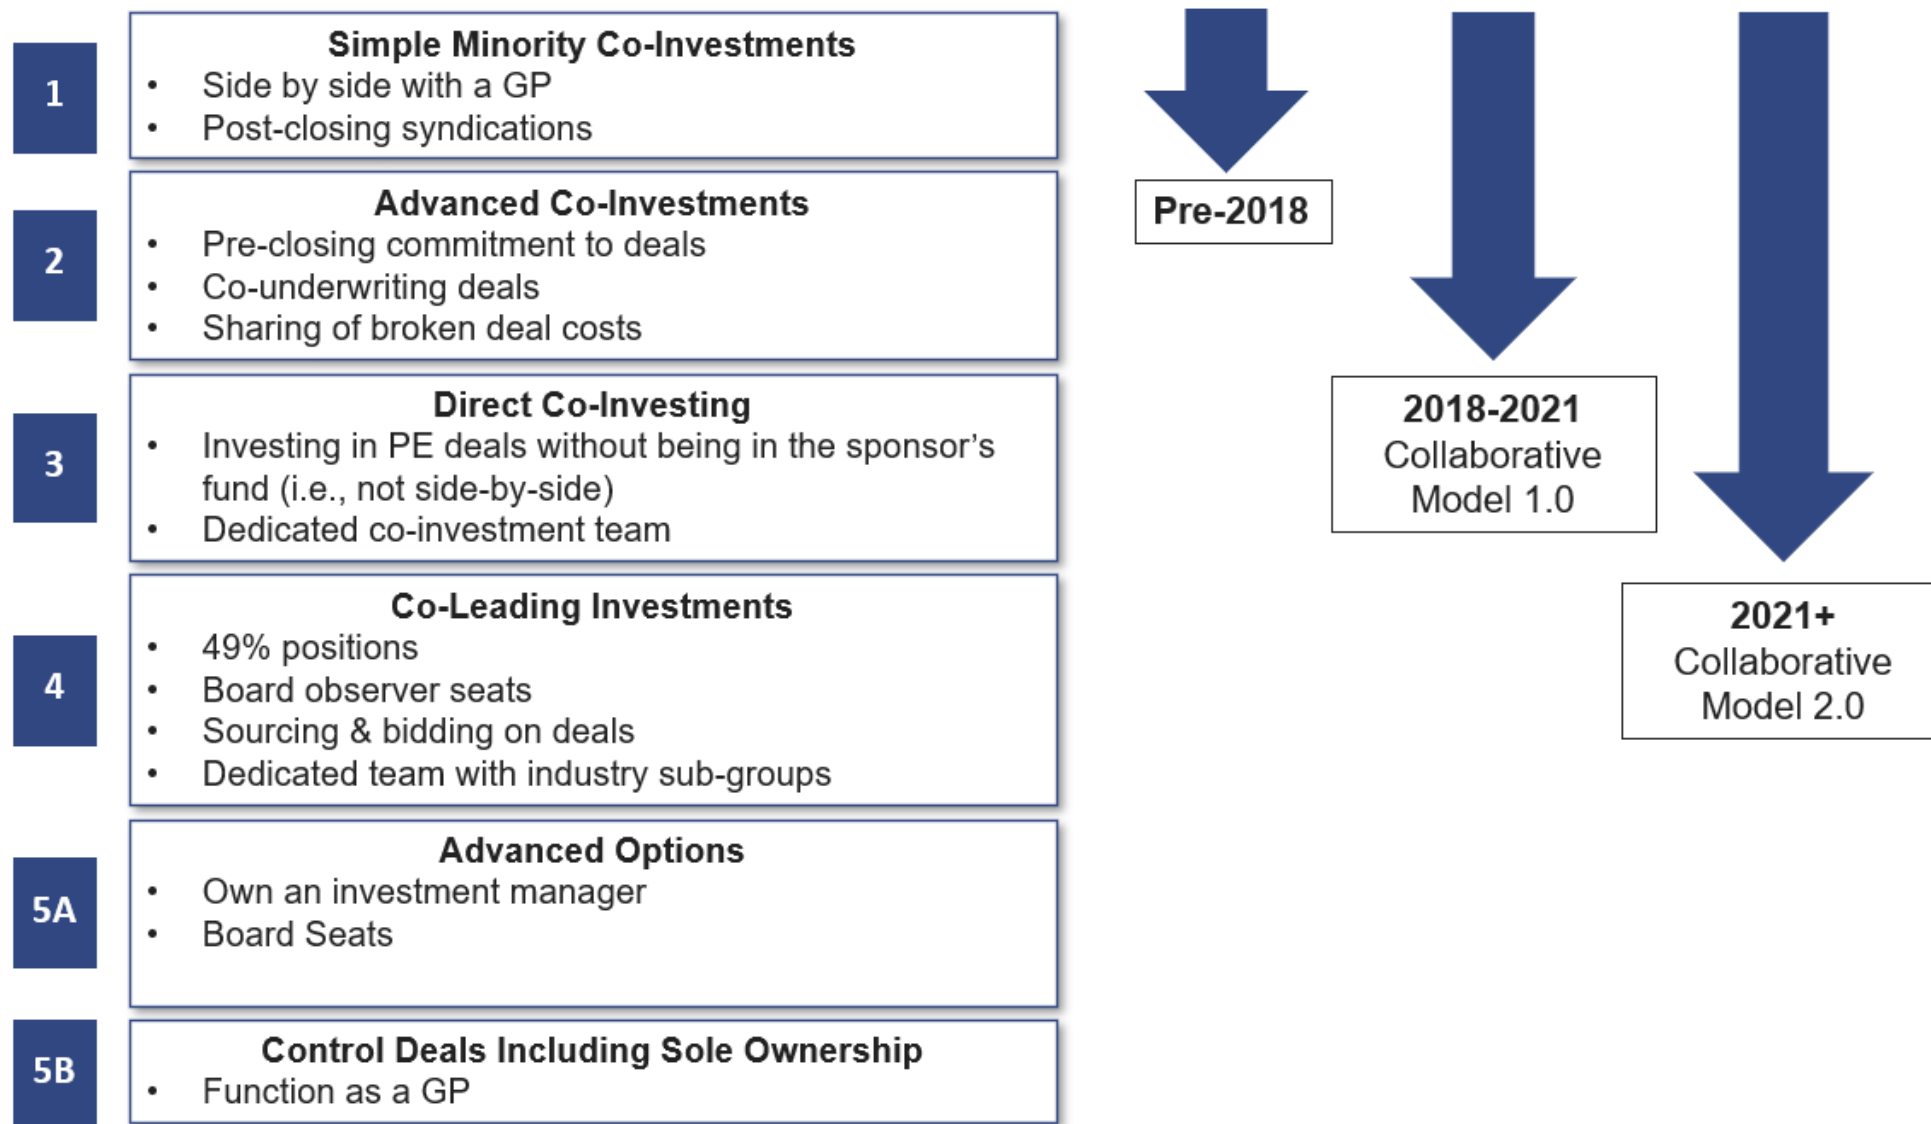 1
Simple Minority Co-Investments
• Side by side with a GP
• Post-closing syndications
2
Advanced Co-Investments
• Pre-closing commitment to deals
• Co-underwriting deals
• Sharing of broken deal costs
3
Direct Co-Investing
• Investing in PE deals without being in the sponsor’s
fund (i.e., not side-by-side)
• Dedicated co-investment team
4
Co-Leading Investments
• 49% positions
• Board observer seats
• Sourcing & bidding on deals
• Dedicated team with industry sub-groups
5A
Advanced Options
• Own an investment manager
• Board Seats
5B
Control Deals Including Sole Ownership
• Function as a GP
Pre-2018
2018-2021
Collaborative
Model 1.0
2021+
Collaborative
Model 2.0